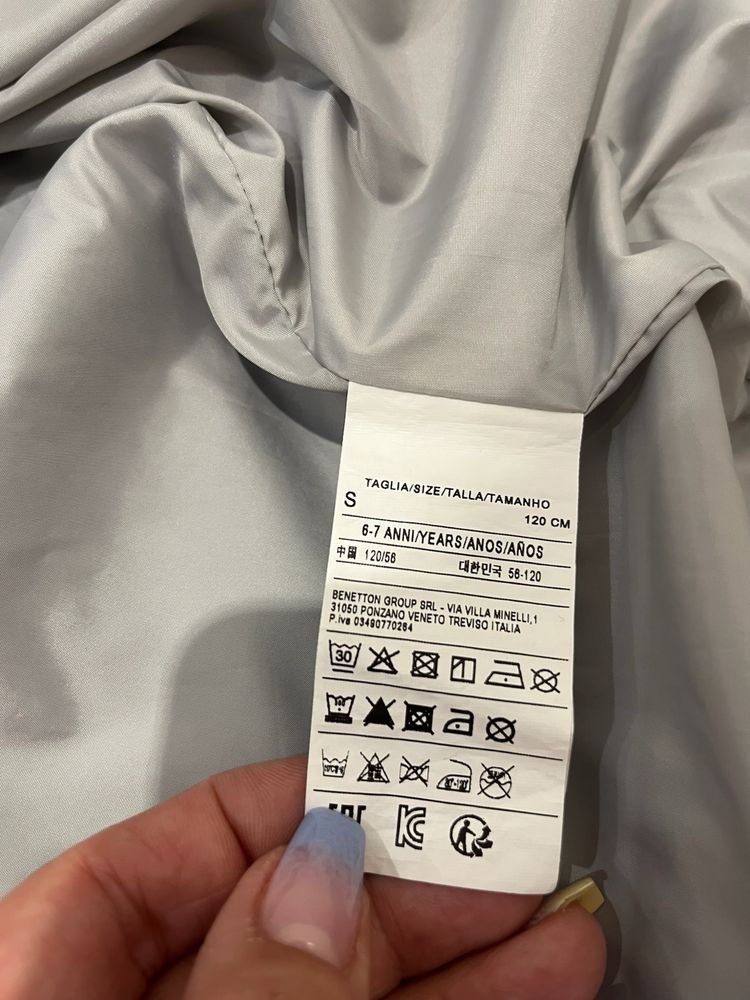 TAGLIA/SIZE/TALLA/TAMANHO
S
120 CM
6-7 ANNI/YEARS/ANOS/AÑOS
中国 120/56 대한민국 56-120
BENETTON GROUP SRL - VIA VILLA MINELLI,1
31050 PONZANO VENETO TREVISO ITALIA
P.iva 03490770264
30